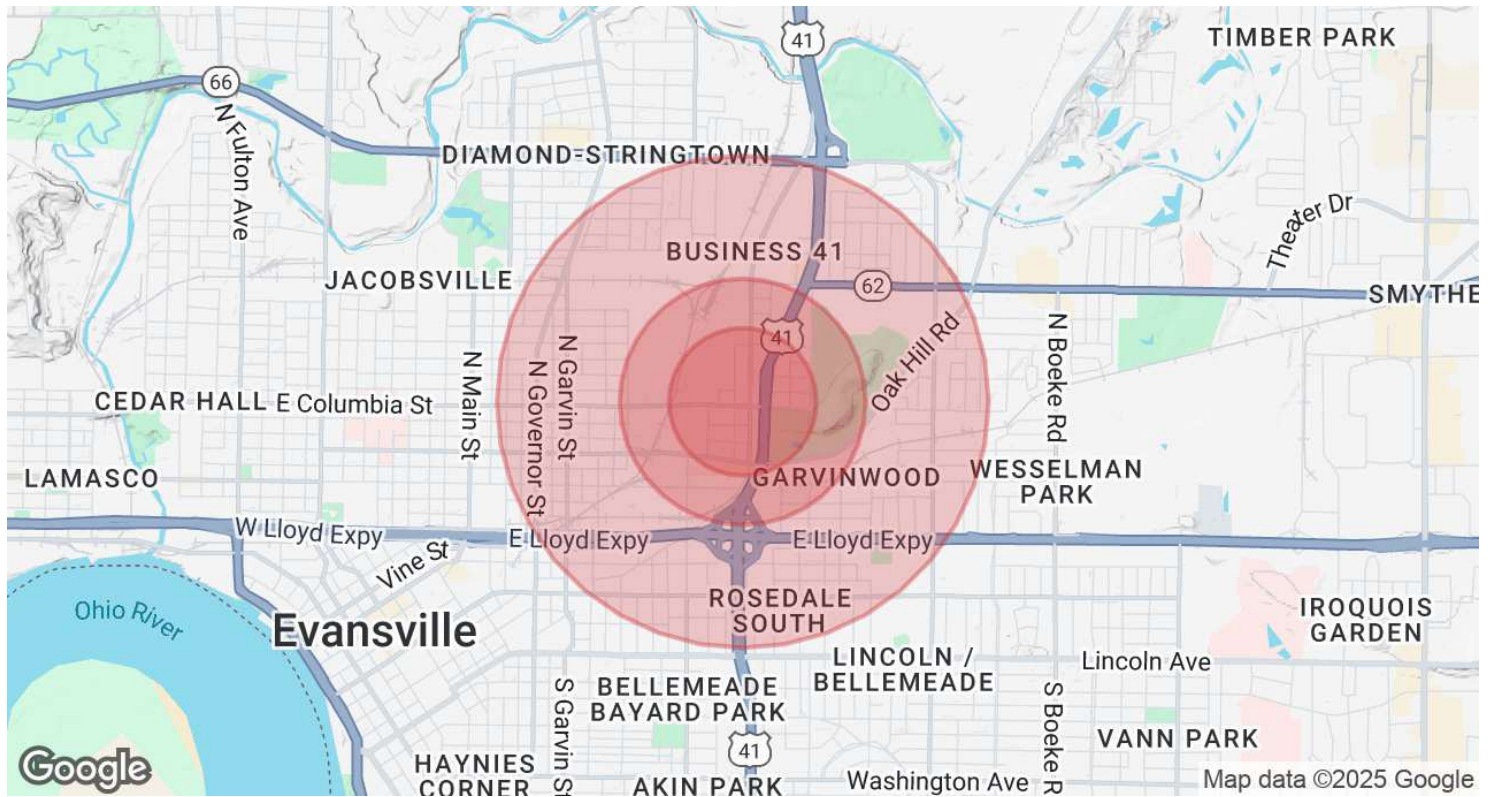 41
TIMBER PARK
66
N Fulton Ave
DIAMOND-STRINGTOWN
Theater Dr
BUSINESS 41
JACOBSVILLE
62
SMYTHE
41
N Garvin St
N Governor St
N Main St
Oak Hill Rd
N Boeke Rd
CEDAR HALL
E Columbia St
LAMASCO
GARVINWOOD
WESSELMAN
PARK
W Lloyd Expy
E Lloyd Expy
E Lloyd Expy
Vine St
ROSEDALE
SOUTH
Ohio River
Evansville
IROQUOIS
GARDEN
LINCOLN /
BELLEMEADE
Lincoln Ave
S Garvin St
BELLEMEADE
BAYARD PARK
S Boeke R
VANN PARK
41
Google
HAYNIES
CORNER
AKIN PARK
Washington Ave
Map data ©2025 Google